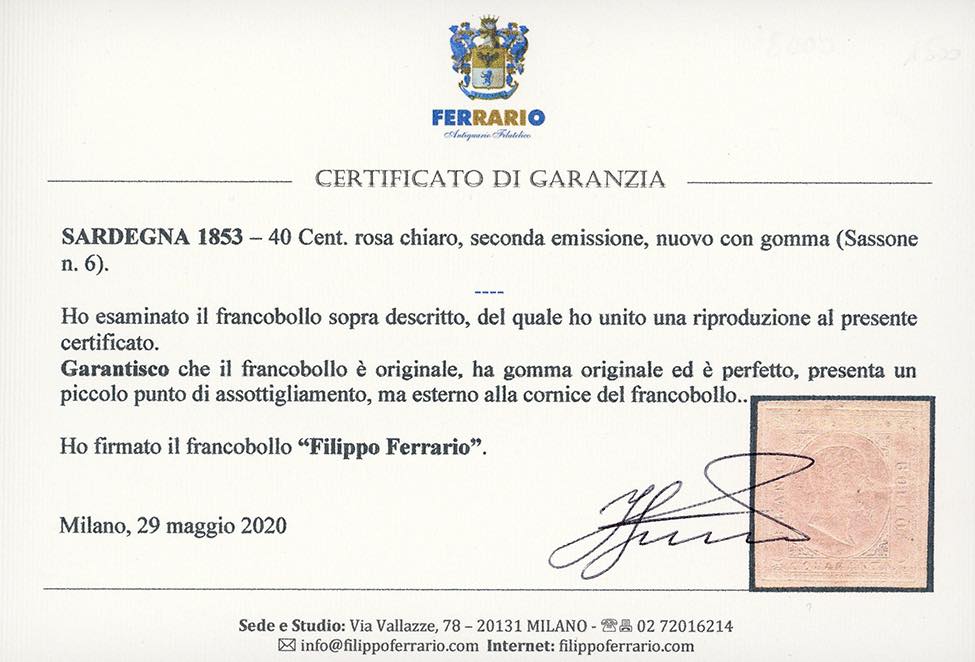 FERRARIO
Antiquario Filatelico
CERTIFICATO DI GARANZIA
SARDEGNA 1853 – 40 Cent. rosa chiaro, seconda emissione, nuovo con gomma (Sassone
n. 6).
----
Ho esaminato il francobollo sopra descritto, del quale ho unito una riproduzione al presente
certificato.
Garantisco che il francobollo è originale, ha gomma originale ed è perfetto, presenta un
piccolo punto di assottigliamento, ma esterno alla cornice del francobollo..
Ho firmato il francobollo “Filippo Ferrario”.
Milano, 29 maggio 2020
Sede e Studio: Via Vallazze, 78 – 20131 MILANO - 02 72016214
info@filippoferrario.com Internet: filippoferrario.com